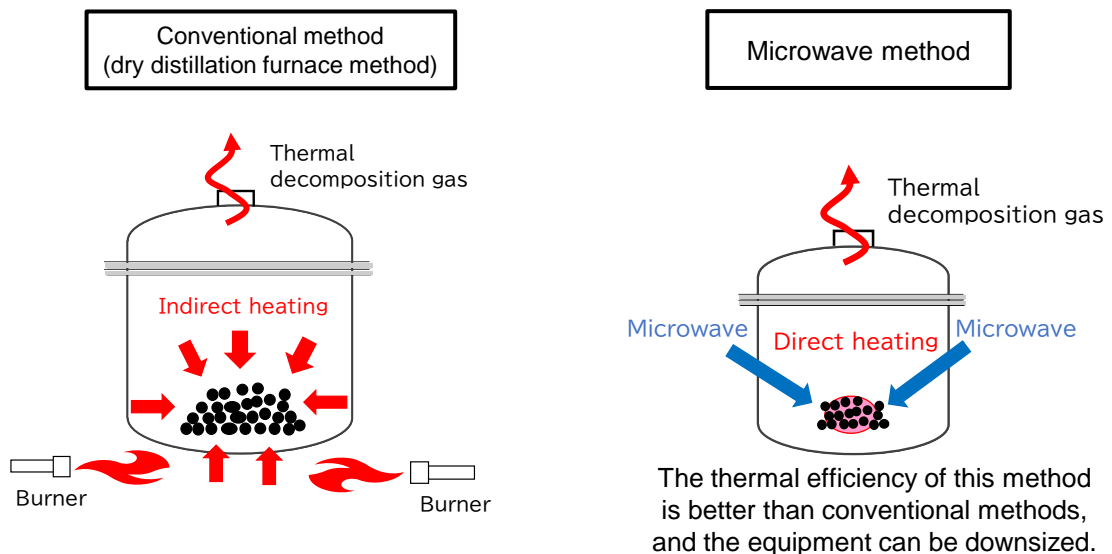 Conventional method
(dry distillation furnace method)
Thermal
decomposition gas
Indirect heating
Burner
Burner
Microwave method
Thermal
decomposition gas
Microwave
Microwave
Direct heating
The thermal efficiency of this method
is better than conventional methods,
and the equipment can be downsized.